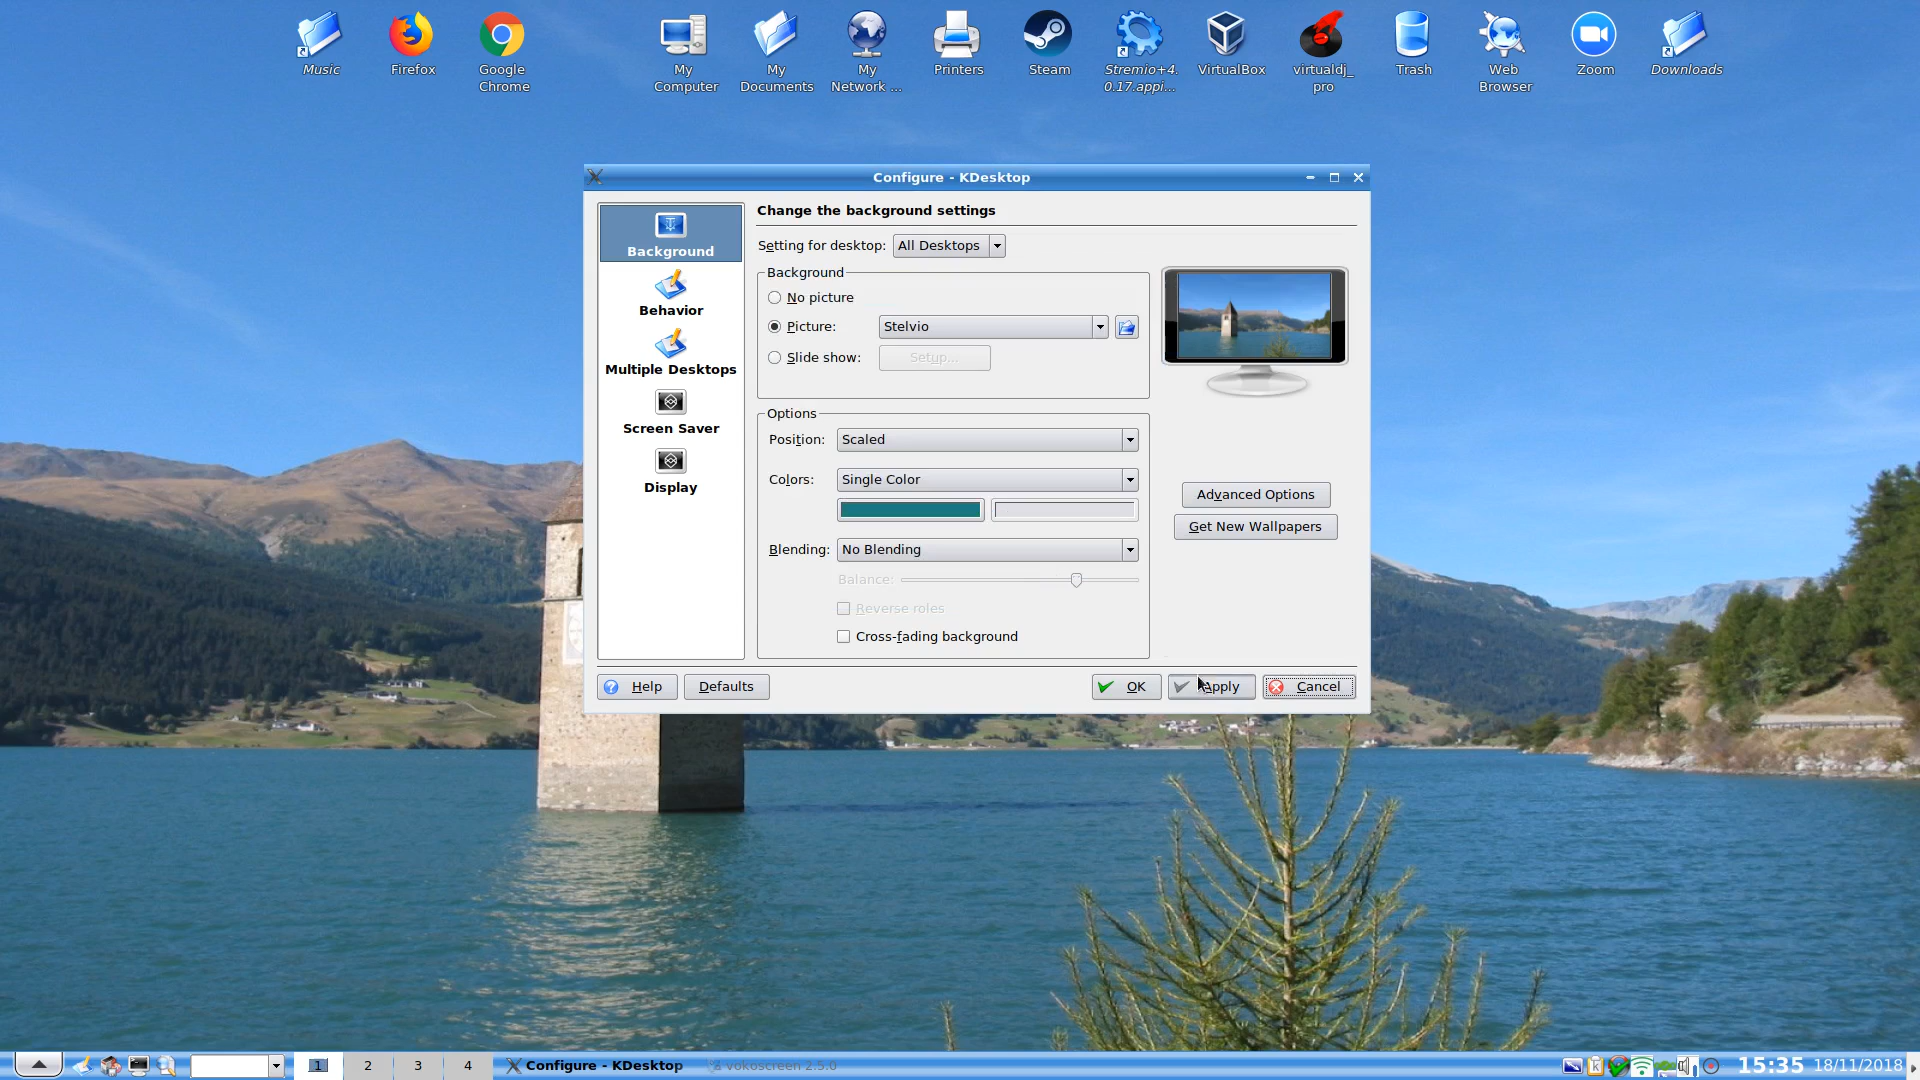 Music
Firefox
Google
Chrome
My
Computer
My
Documents
My
Network ...
Printers
Steam
Stremio+4.
0.17.appi...
VirtualBox
virtualdj_
pro
Trash
Web
Browser
Zoom
Downloads
Configure - KDesktop
Background
Behavior
Multiple Desktops
Screen Saver
Display
Change the background settings
Setting for desktop: All Desktops
Background
No picture
Picture: Stelvio
Slide show: Setup...
Options
Position: Scaled
Colors: Single Color
Blending: No Blending
Balance:
Reverse roles
Cross-fading background
Advanced Options
Get New Wallpapers
Help
Defaults
OK
Apply
Cancel
1 2 3 4
Configure - KDesktop
vokoscreen 2.5.0
15:35 18/11/2018